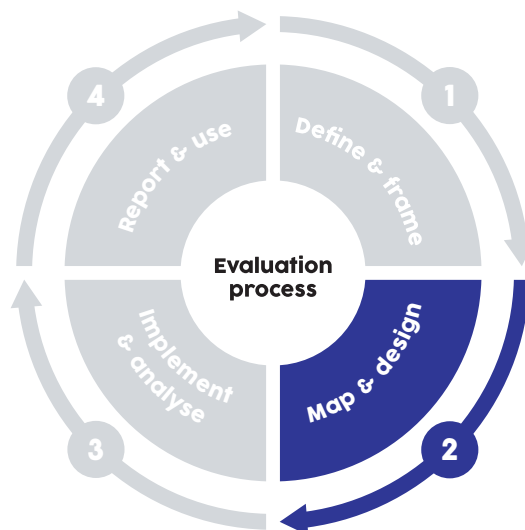 Evaluation
process
1
Define & frame
2
Map & design
3
Implement
& analyse
4
Report & use